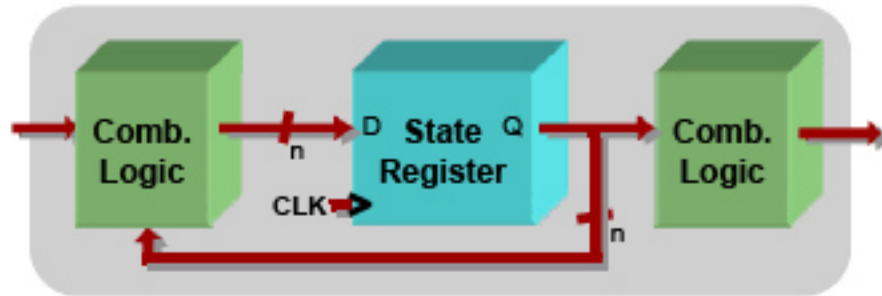 Comb.
Logic
n
D State Q
Register
CLK
n
Comb.
Logic